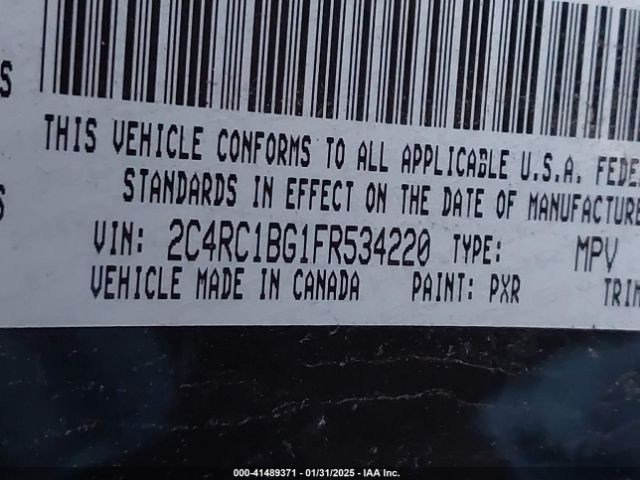 S
THIS VEHICLE CONFORMS TO ALL APPLICABLE U.S.A. FEDE
STANDARDS IN EFFECT ON THE DATE OF MANUFACTURE
S
VIN: 2C4RC1BG1FR534220 TYPE: MPV
VEHICLE MADE IN CANADA PAINT: PXR TRIM
000-41489371 - 01/31/2025 - IAA Inc.